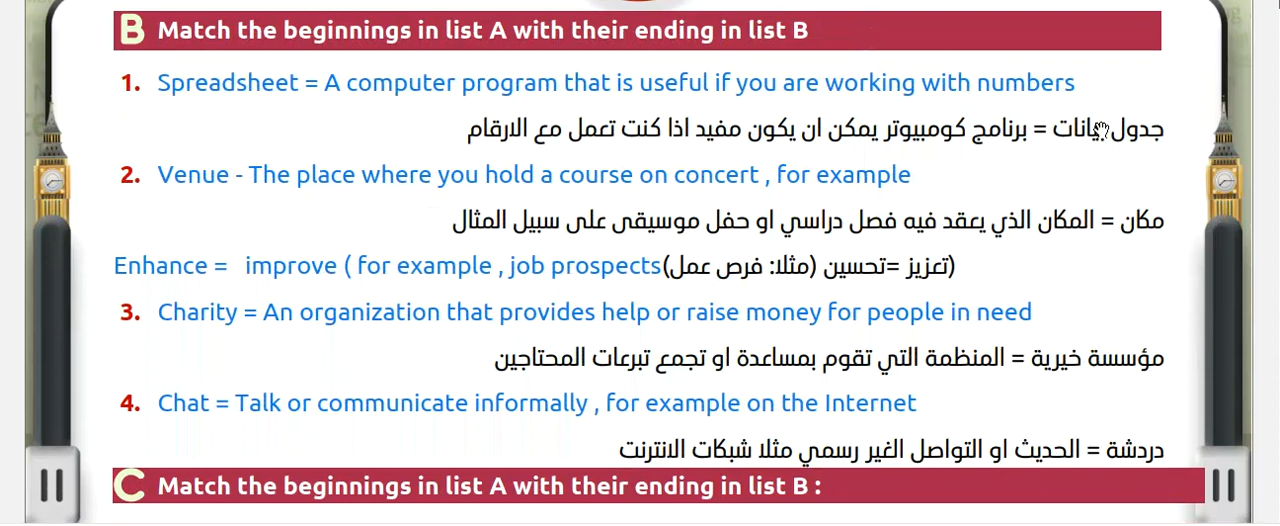 B Match the beginnings in list A with their ending in list B
1. Spreadsheet = A computer program that is useful if you are working with numbers
جدول بيانات = برنامج كومبيوتر يمكن ان يكون مفيد اذا كنت تعمل مع الارقام
2. Venue - The place where you hold a course on concert , for example
مكان = المكان الذي يعقد فيه فصل دراسي او حفل موسيقى على سبيل المثال
Enhance = improve ( for example , job prospects(تعزيز =تحسين (مثلا: فرص عمل)
3. Charity = An organization that provides help or raise money for people in need
مؤسسة خيرية = المنظمة التي تقوم بمساعدة او تجمع تبرعات المحتاجين
4. Chat = Talk or communicate informally , for example on the Internet
دردشة = الحديث او التواصل الغير رسمي مثلا شبكات الانترنت
C Match the beginnings in list A with their ending in list B :